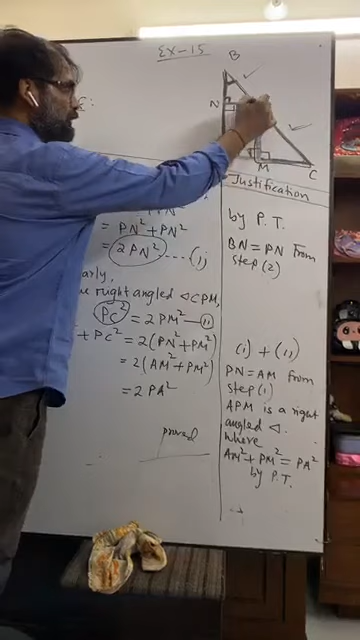 EX-15
B
N
M
C
Justification
= PN² + PN²
= 2PN² ....(i)
right angled ◁CPM,
PC² = 2PM² —(ii)
+ PC² = 2(PN² + PM²)
= 2(AM² + PM²)
= 2PA²
proved
by P.T.
BN = PN from
step (2)
(i) + (ii)
PN = AM from
step (i)
APM is a right
angled ◁.
where
AM² + PM² = PA²
by P.T.